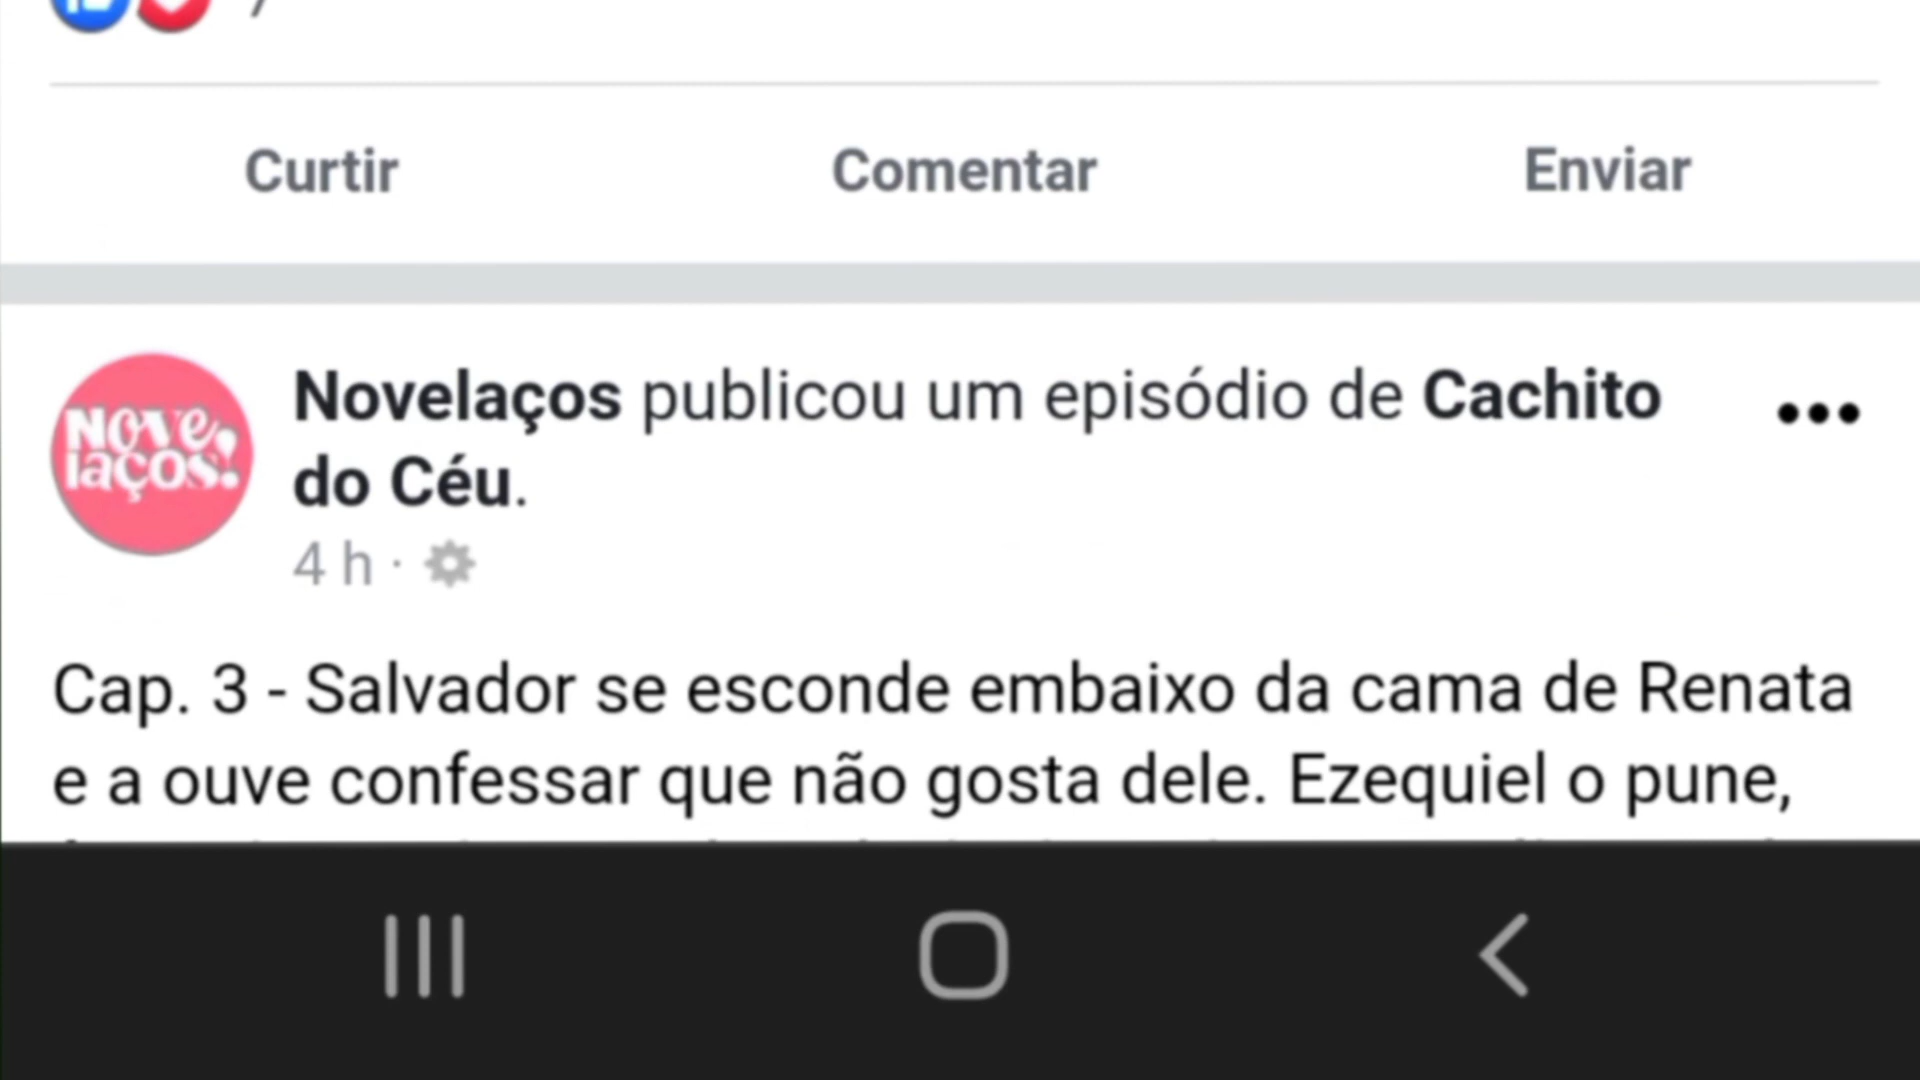 Curtir Comentar Enviar
Nove
laços!
Novelaços publicou um episódio de Cachito
do Céu.
4 h ·
Cap. 3 - Salvador se esconde embaixo da cama de Renata
e a ouve confessar que não gosta dele. Ezequiel o pune,